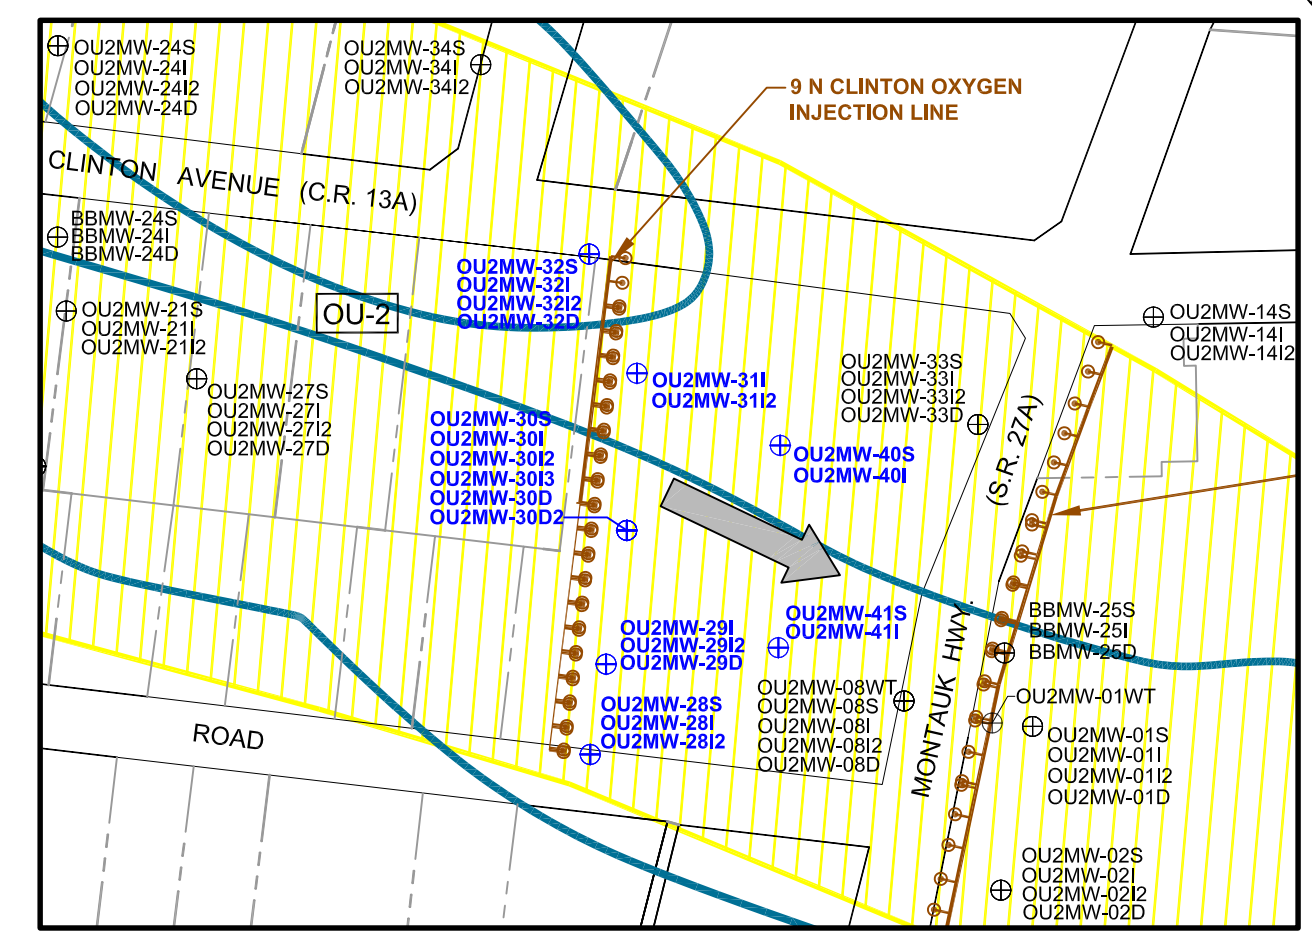 OU2MW-24S
OU2MW-24I
OU2MW-24I2
OU2MW-24D
OU2MW-34S
OU2MW-34I
OU2MW-34I2
9 N CLINTON OXYGEN
INJECTION LINE
CLINTON AVENUE (C.R. 13A)
BBMW-24S
BBMW-24I
BBMW-24D
OU-2
OU2MW-32S
OU2MW-32I
OU2MW-32I2
OU2MW-32D
OU2MW-21S
OU2MW-21I
OU2MW-21I2
OU2MW-14S
OU2MW-14I
OU2MW-14I2
OU2MW-27S
OU2MW-27I
OU2MW-27I2
OU2MW-27D
OU2MW-31I
OU2MW-31I2
OU2MW-33S
OU2MW-33I
OU2MW-33I2
OU2MW-33D
OU2MW-30S
OU2MW-30I
OU2MW-30I2
OU2MW-30I3
OU2MW-30D
OU2MW-30D2
OU2MW-40S
OU2MW-40I
MONTAUK HWY. (S.R. 27A)
OU2MW-29I
OU2MW-29I2
OU2MW-29D
OU2MW-41S
OU2MW-41I
BBMW-25S
BBMW-25I
BBMW-25D
OU2MW-28S
OU2MW-28I
OU2MW-28I2
OU2MW-08WT
OU2MW-08S
OU2MW-08I
OU2MW-08I2
OU2MW-08D
OU2MW-01WT
OU2MW-01S
OU2MW-01I
OU2MW-01I2
OU2MW-01D
ROAD
OU2MW-02S
OU2MW-02I
OU2MW-02I2
OU2MW-02D